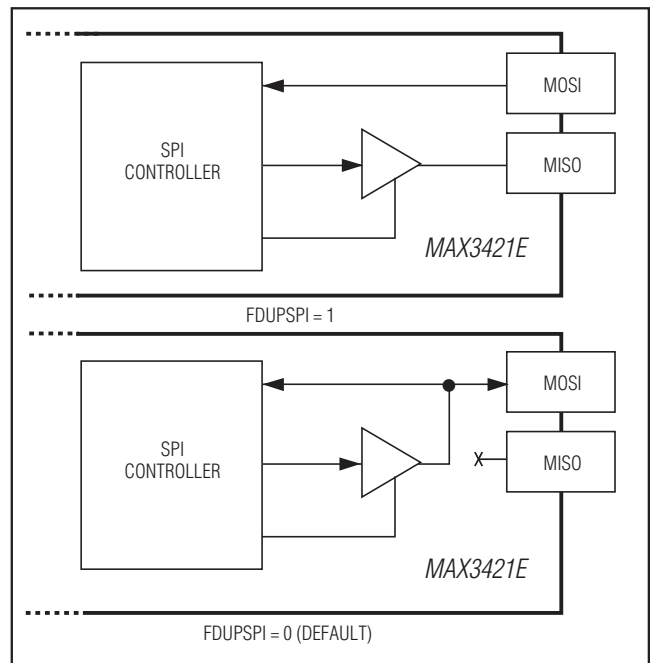 MOSI
SPI
CONTROLLER
MISO
MAX3421E
FDUPSPI = 1
MOSI
SPI
CONTROLLER
MISO
X
MAX3421E
FDUPSPI = 0 (DEFAULT)